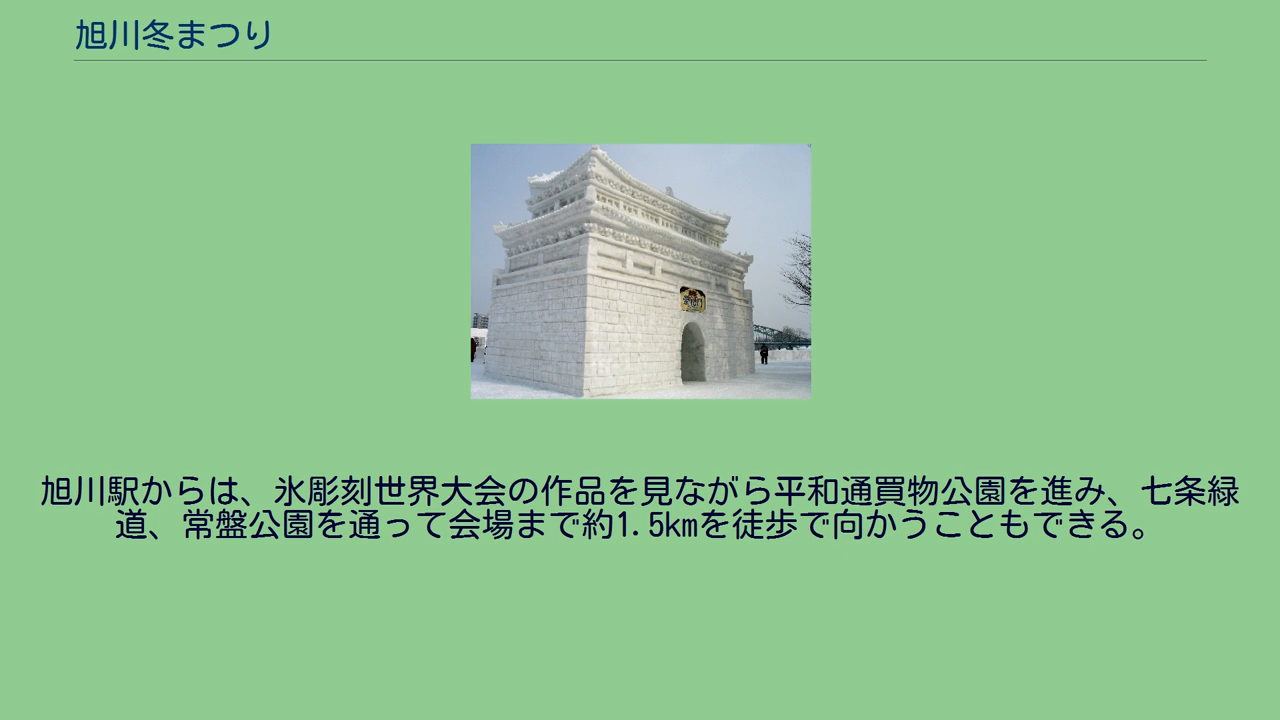 旭川冬まつり
旭川駅からは、氷彫刻世界大会の作品を見ながら平和通買物公園を進み、七条緑
道、常盤公園を通って会場まで約1.5kmを徒歩で向かうこともできる。